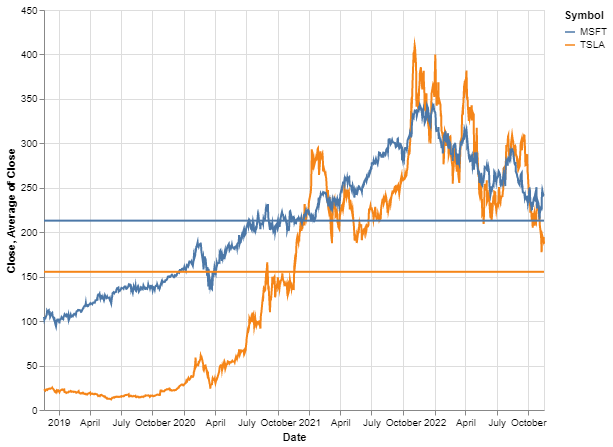 450
400
350
300
250
200
150
100
50
0
Close, Average of Close
2019 April July October 2020 April July October 2021 April July October 2022 April July October
Date
Symbol
MSFT
TSLA